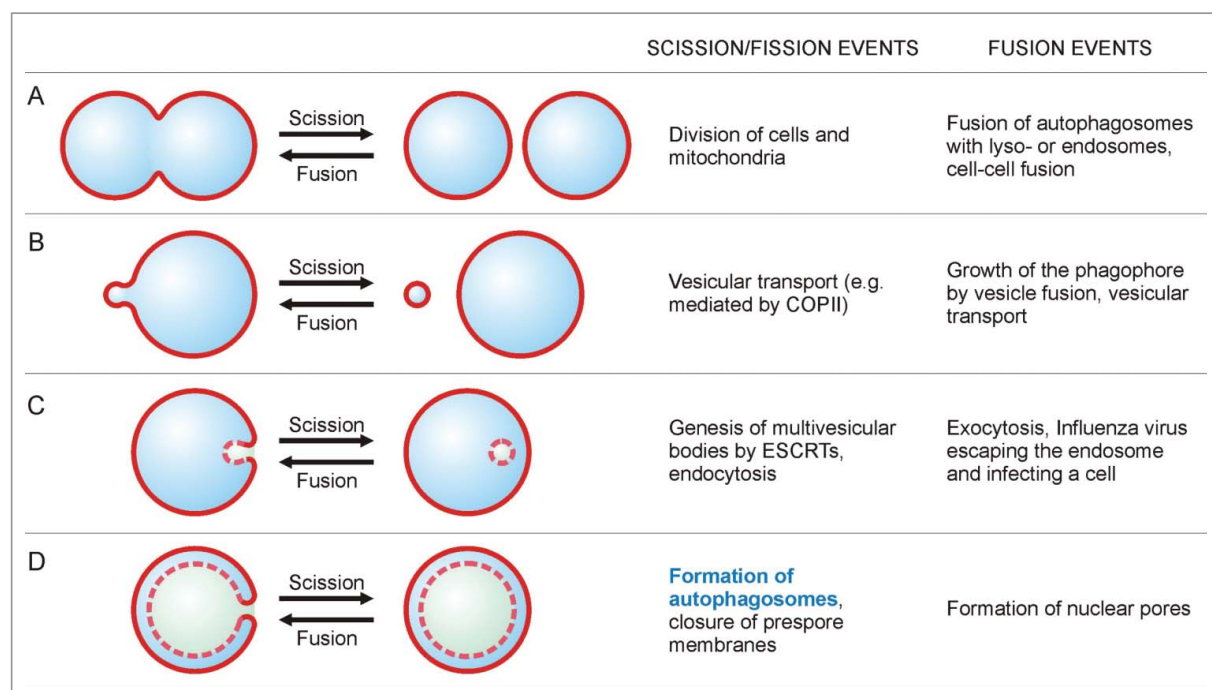 SCISSION/FISSION EVENTS
FUSION EVENTS
A
Scission
Fusion
Division of cells and
mitochondria
Fusion of autophagosomes
with lyso- or endosomes,
cell-cell fusion
B
Scission
Fusion
Vesicular transport (e.g.
mediated by COPII)
Growth of the phagophore
by vesicle fusion, vesicular
transport
C
Scission
Fusion
Genesis of multivesicular
bodies by ESCRTs,
endocytosis
Exocytosis, Influenza virus
escaping the endosome
and infecting a cell
D
Scission
Fusion
Formation of
autophagosomes,
closure of prespore
membranes
Formation of nuclear pores